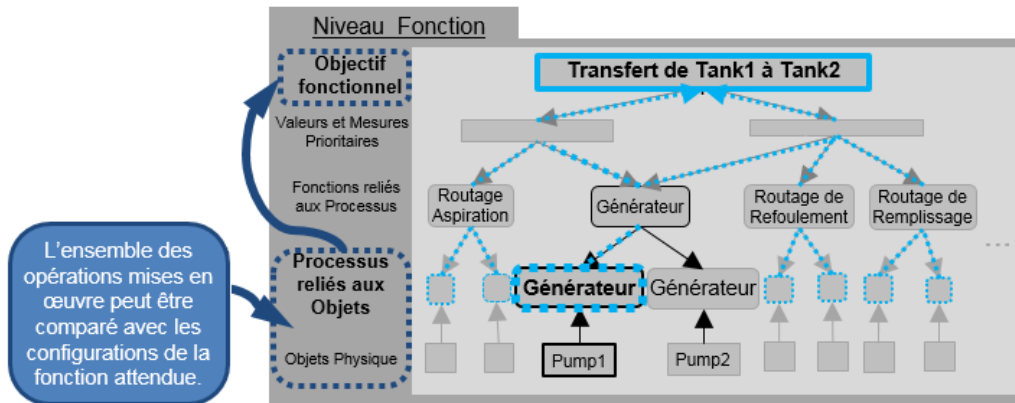 Niveau Fonction
Objectif
fonctionnel
Transfert de Tank1 à Tank2
Valeurs et Mesures
Prioritaires
Fonctions reliés
aux Processus
Routage
Aspiration
Générateur
Routage de
Refoulement
Routage de
Remplissage
L'ensemble des
opérations mises en
œuvre peut être
comparé avec les
configurations de la
fonction attendue.
Processus
reliés aux
Objets
Générateur
Générateur
....
Objets Physique
Pump1
Pump2